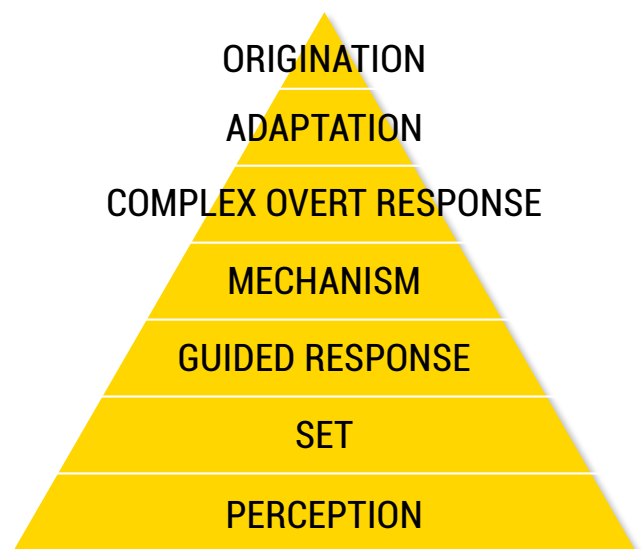 ORIGINATION
ADAPTATION
COMPLEX OVERT RESPONSE
MECHANISM
GUIDED RESPONSE
SET
PERCEPTION